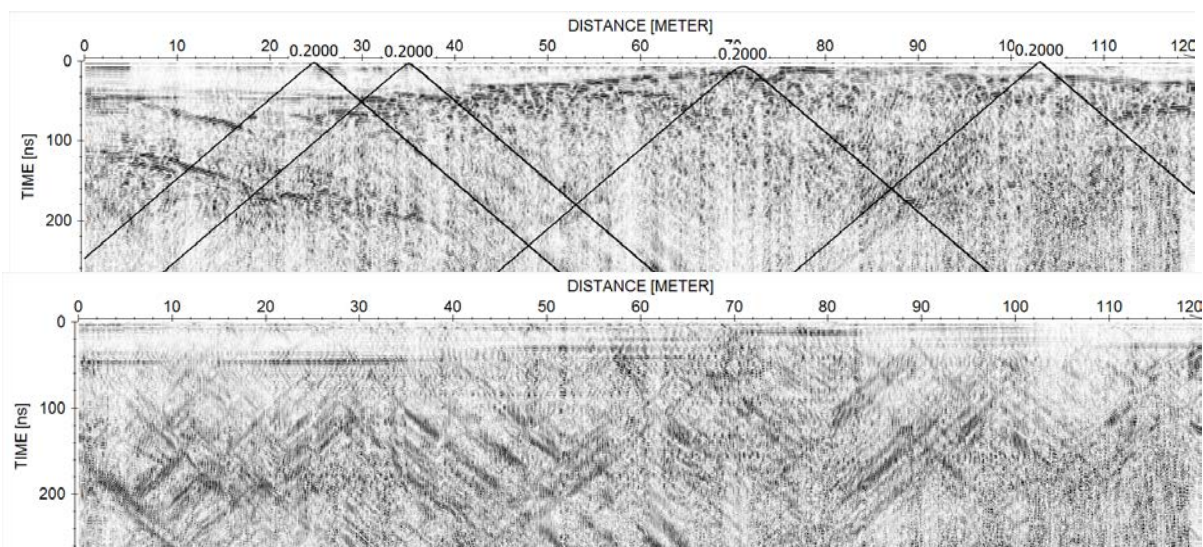 DISTANCE [METER]
0 10 20 0.2000 30 0.2000 40 50 60 70 80 90 100 0.2000 110 120
0.2000
0
TIME [ns]
100
200
DISTANCE [METER]
0 10 20 30 40 50 60 70 80 90 100 110 120
0
TIME [ns]
100
200